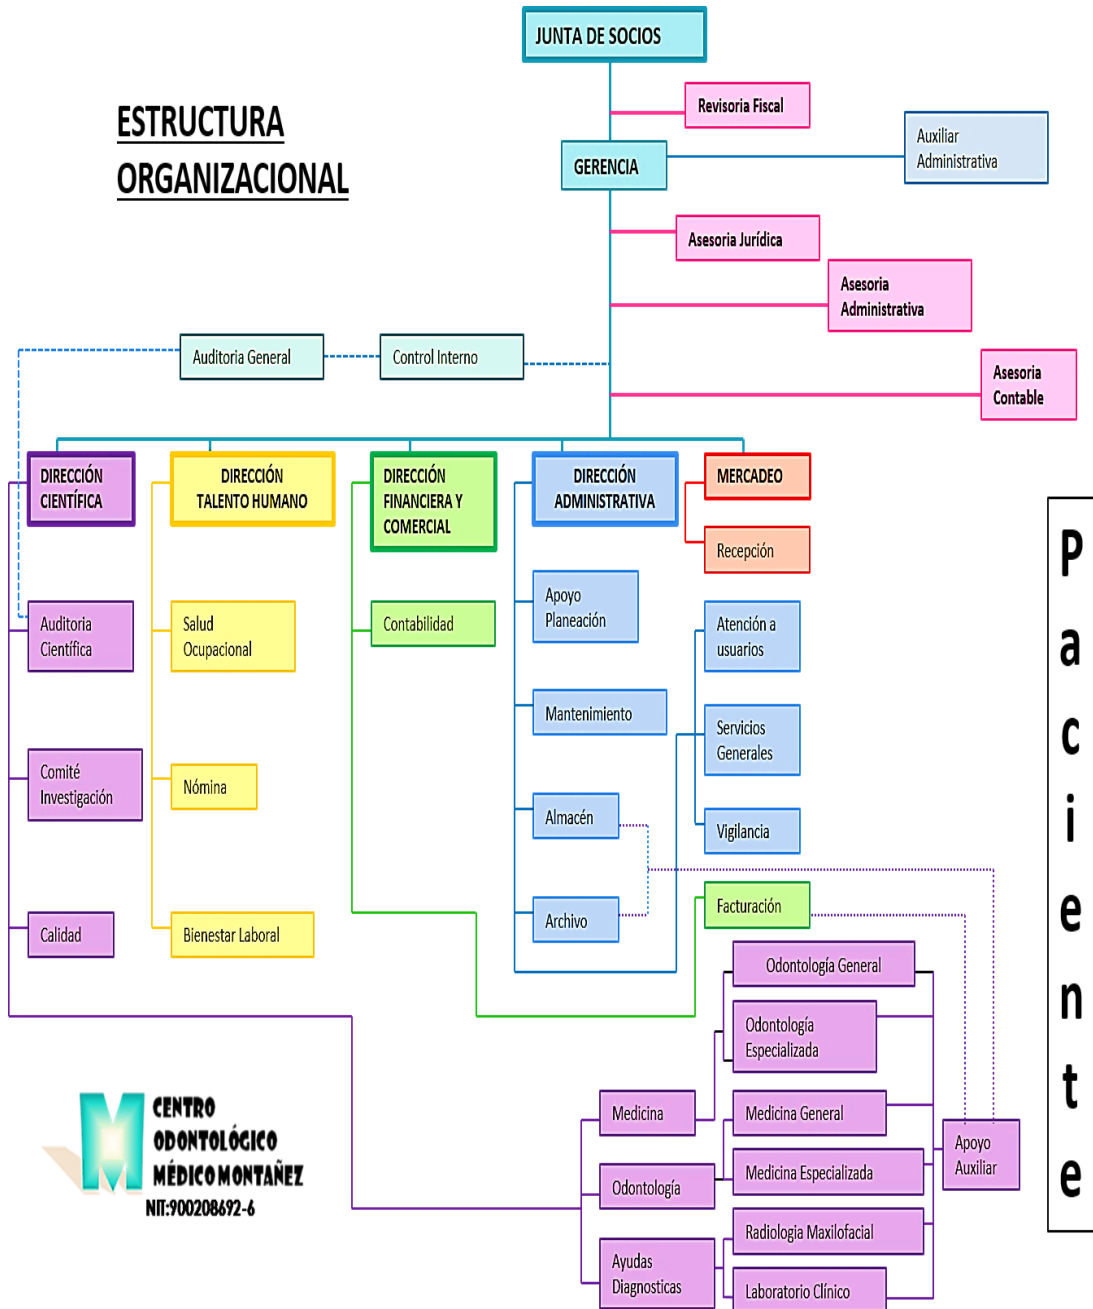 JUNTA DE SOCIOS
Revisoria Fiscal
ESTRUCTURA
ORGANIZACIONAL
Auxiliar
Administrativa
GERENCIA
Asesoria Jurídica
Asesoria
Administrativa
Auditoria General
Control Interno
Asesoria
Contable
DIRECCIÓN
CIENTÍFICA
DIRECCIÓN
TALENTO HUMANO
DIRECCIÓN
FINANCIERA Y
COMERCIAL
DIRECCIÓN
ADMINISTRATIVA
MERCADEO
Recepción
Auditoria
Científica
Salud
Ocupacional
Contabilidad
Apoyo
Planeación
Atención a
usuarios
Mantenimiento
Servicios
Generales
Comité
Investigación
Nómina
Almacén
Vigilancia
Calidad
Bienestar Laboral
Archivo
Facturación
Odontología General
Odontología
Especializada
Medicina
Medicina General
Odontología
Medicina Especializada
Apoyo
Auxiliar
Radiologia Maxilofacial
Ayudas
Diagnosticas
Laboratorio Clínico
Paciente
CENTRO
ODONTOLÓGICO
MÉDICO MONTAÑEZ
NIT:900208692-6